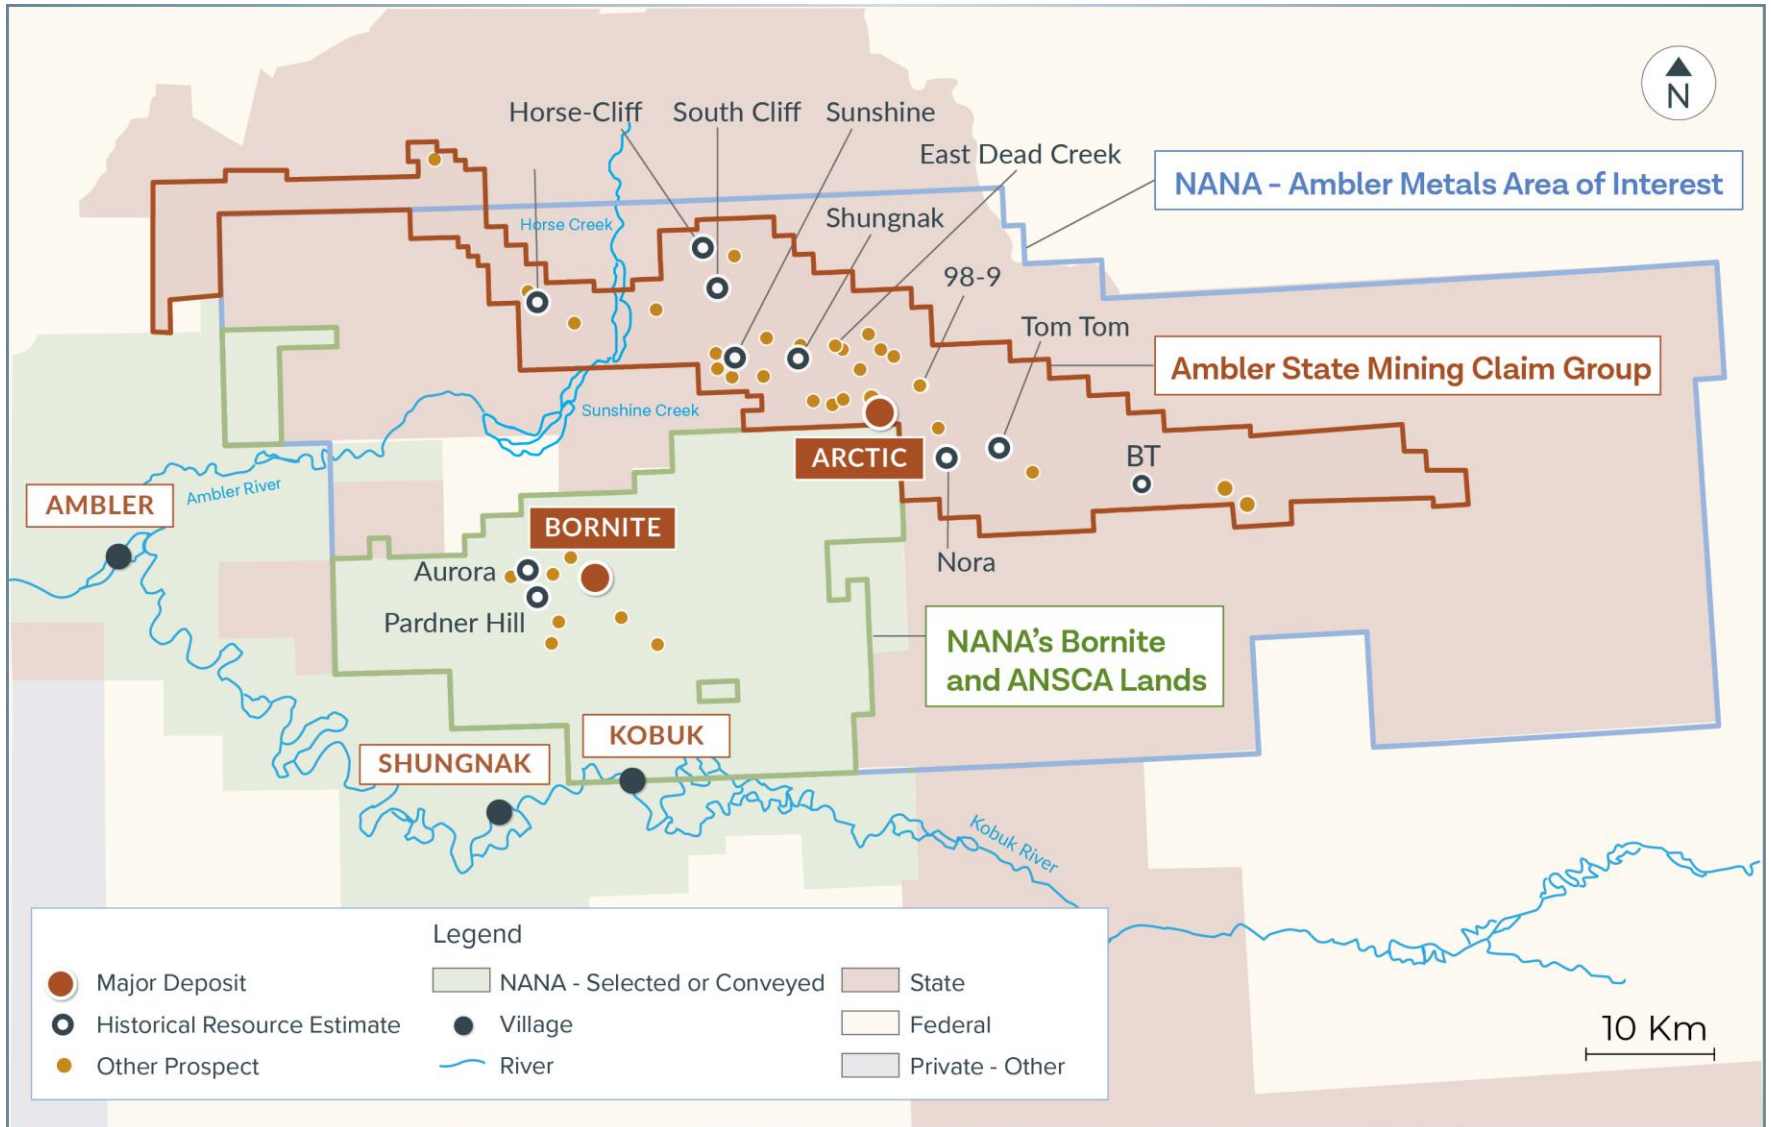 N
Horse-Cliff
South Cliff
Sunshine
East Dead Creek
NANA - Ambler Metals Area of Interest
Shungnak
Horse Creek
98-9
Tom Tom
Ambler State Mining Claim Group
Sunshine Creek
ARCTIC
BT
Ambler River
AMBLER
BORNITE
Nora
Aurora
Pardner Hill
NANA's Bornite
and ANSCA Lands
KOBUK
SHUNGNAK
Kobuk River
Legend
Major Deposit
NANA - Selected or Conveyed
State
Historical Resource Estimate
Village
Federal
Other Prospect
River
Private - Other
10 Km